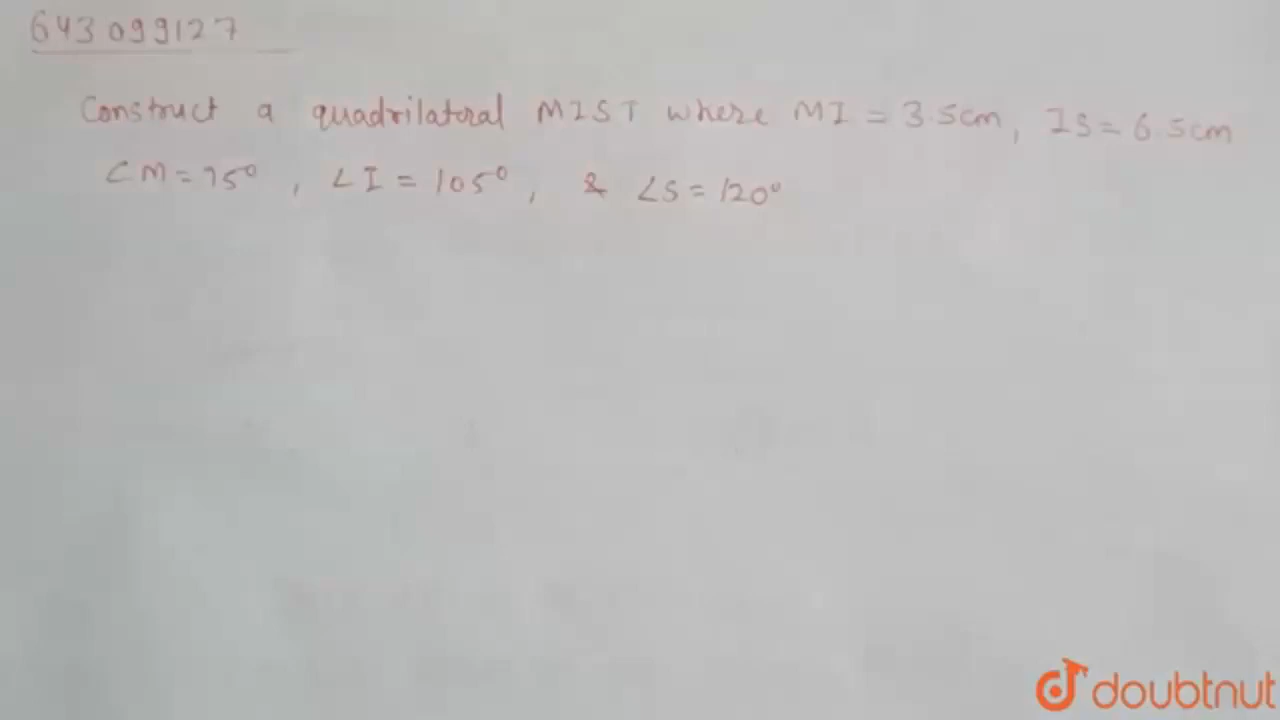 643099127
Construct a quadrilateral MIST where MI = 3.5cm, IS = 6.5cm
∠M = 75°, ∠I = 105°, & ∠S = 120°
doubtnut